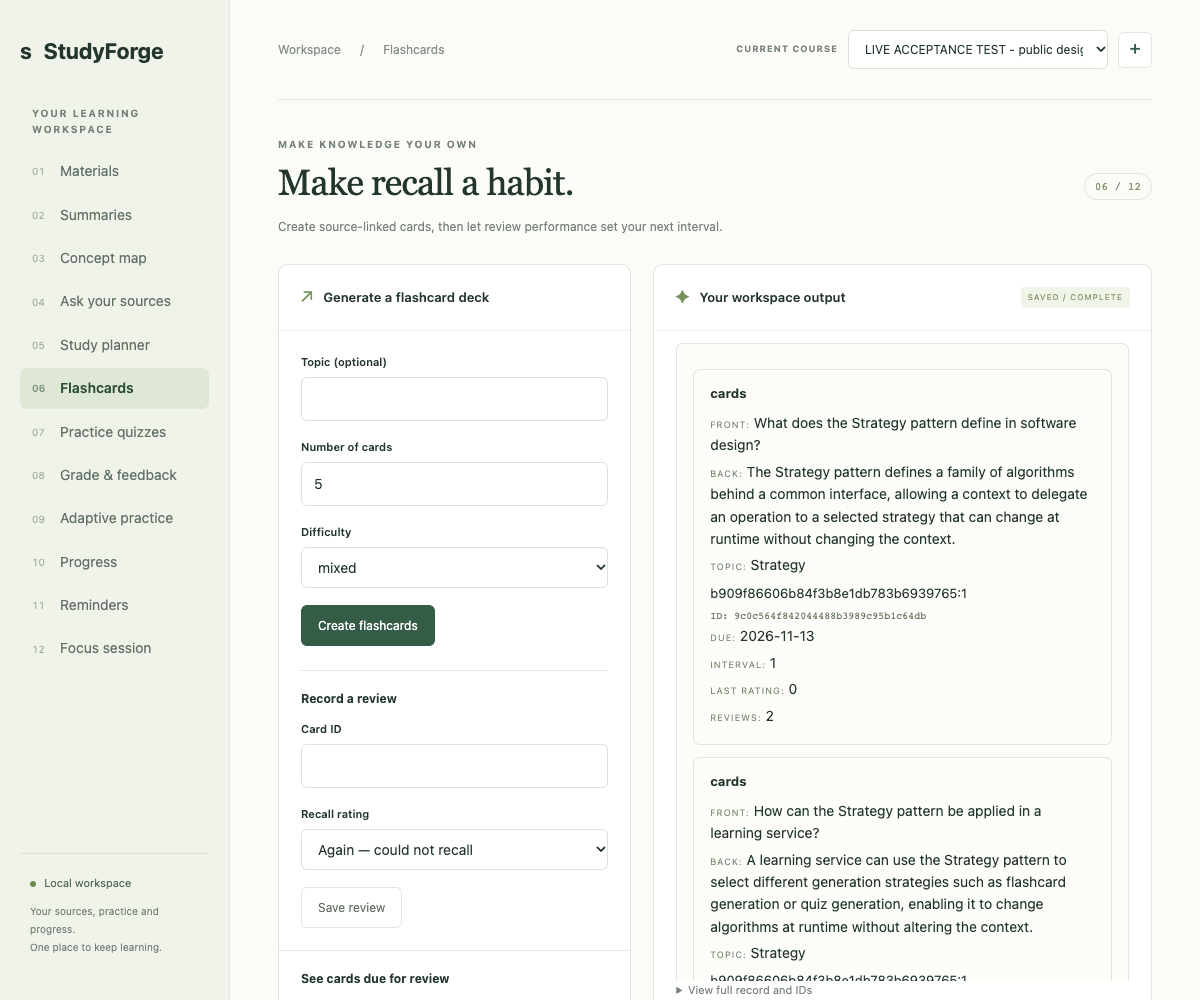 s StudyForge
YOUR LEARNING
WORKSPACE
01 Materials
02 Summaries
03 Concept map
04 Ask your sources
05 Study planner
06 Flashcards
07 Practice quizzes
08 Grade & feedback
09 Adaptive practice
10 Progress
11 Reminders
12 Focus session
Local workspace
Your sources, practice and
progress.
One place to keep learning.
Workspace / Flashcards
CURRENT COURSE
LIVE ACCEPTANCE TEST - public desig
+
MAKE KNOWLEDGE YOUR OWN
Make recall a habit.
06 / 12
Create source-linked cards, then let review performance set your next interval.
Generate a flashcard deck
Topic (optional)
Number of cards
5
Difficulty
mixed
Create flashcards
Record a review
Card ID
Recall rating
Again — could not recall
Save review
See cards due for review
Your workspace output
SAVED / COMPLETE
cards
FRONT: What does the Strategy pattern define in software
design?
BACK: The Strategy pattern defines a family of algorithms
behind a common interface, allowing a context to delegate
an operation to a selected strategy that can change at
runtime without changing the context.
TOPIC: Strategy
b909f86606b84f3b8e1db783b6939765:1
ID: 9c0c564f842044488b3989c95b1c64db
DUE: 2026-11-13
INTERVAL: 1
LAST RATING: 0
REVIEWS: 2
cards
FRONT: How can the Strategy pattern be applied in a
learning service?
BACK: A learning service can use the Strategy pattern to
select different generation strategies such as flashcard
generation or quiz generation, enabling it to change
algorithms at runtime without altering the context.
TOPIC: Strategy
b909f86606b84f3b8e1db783b6939765:1
View full record and IDs